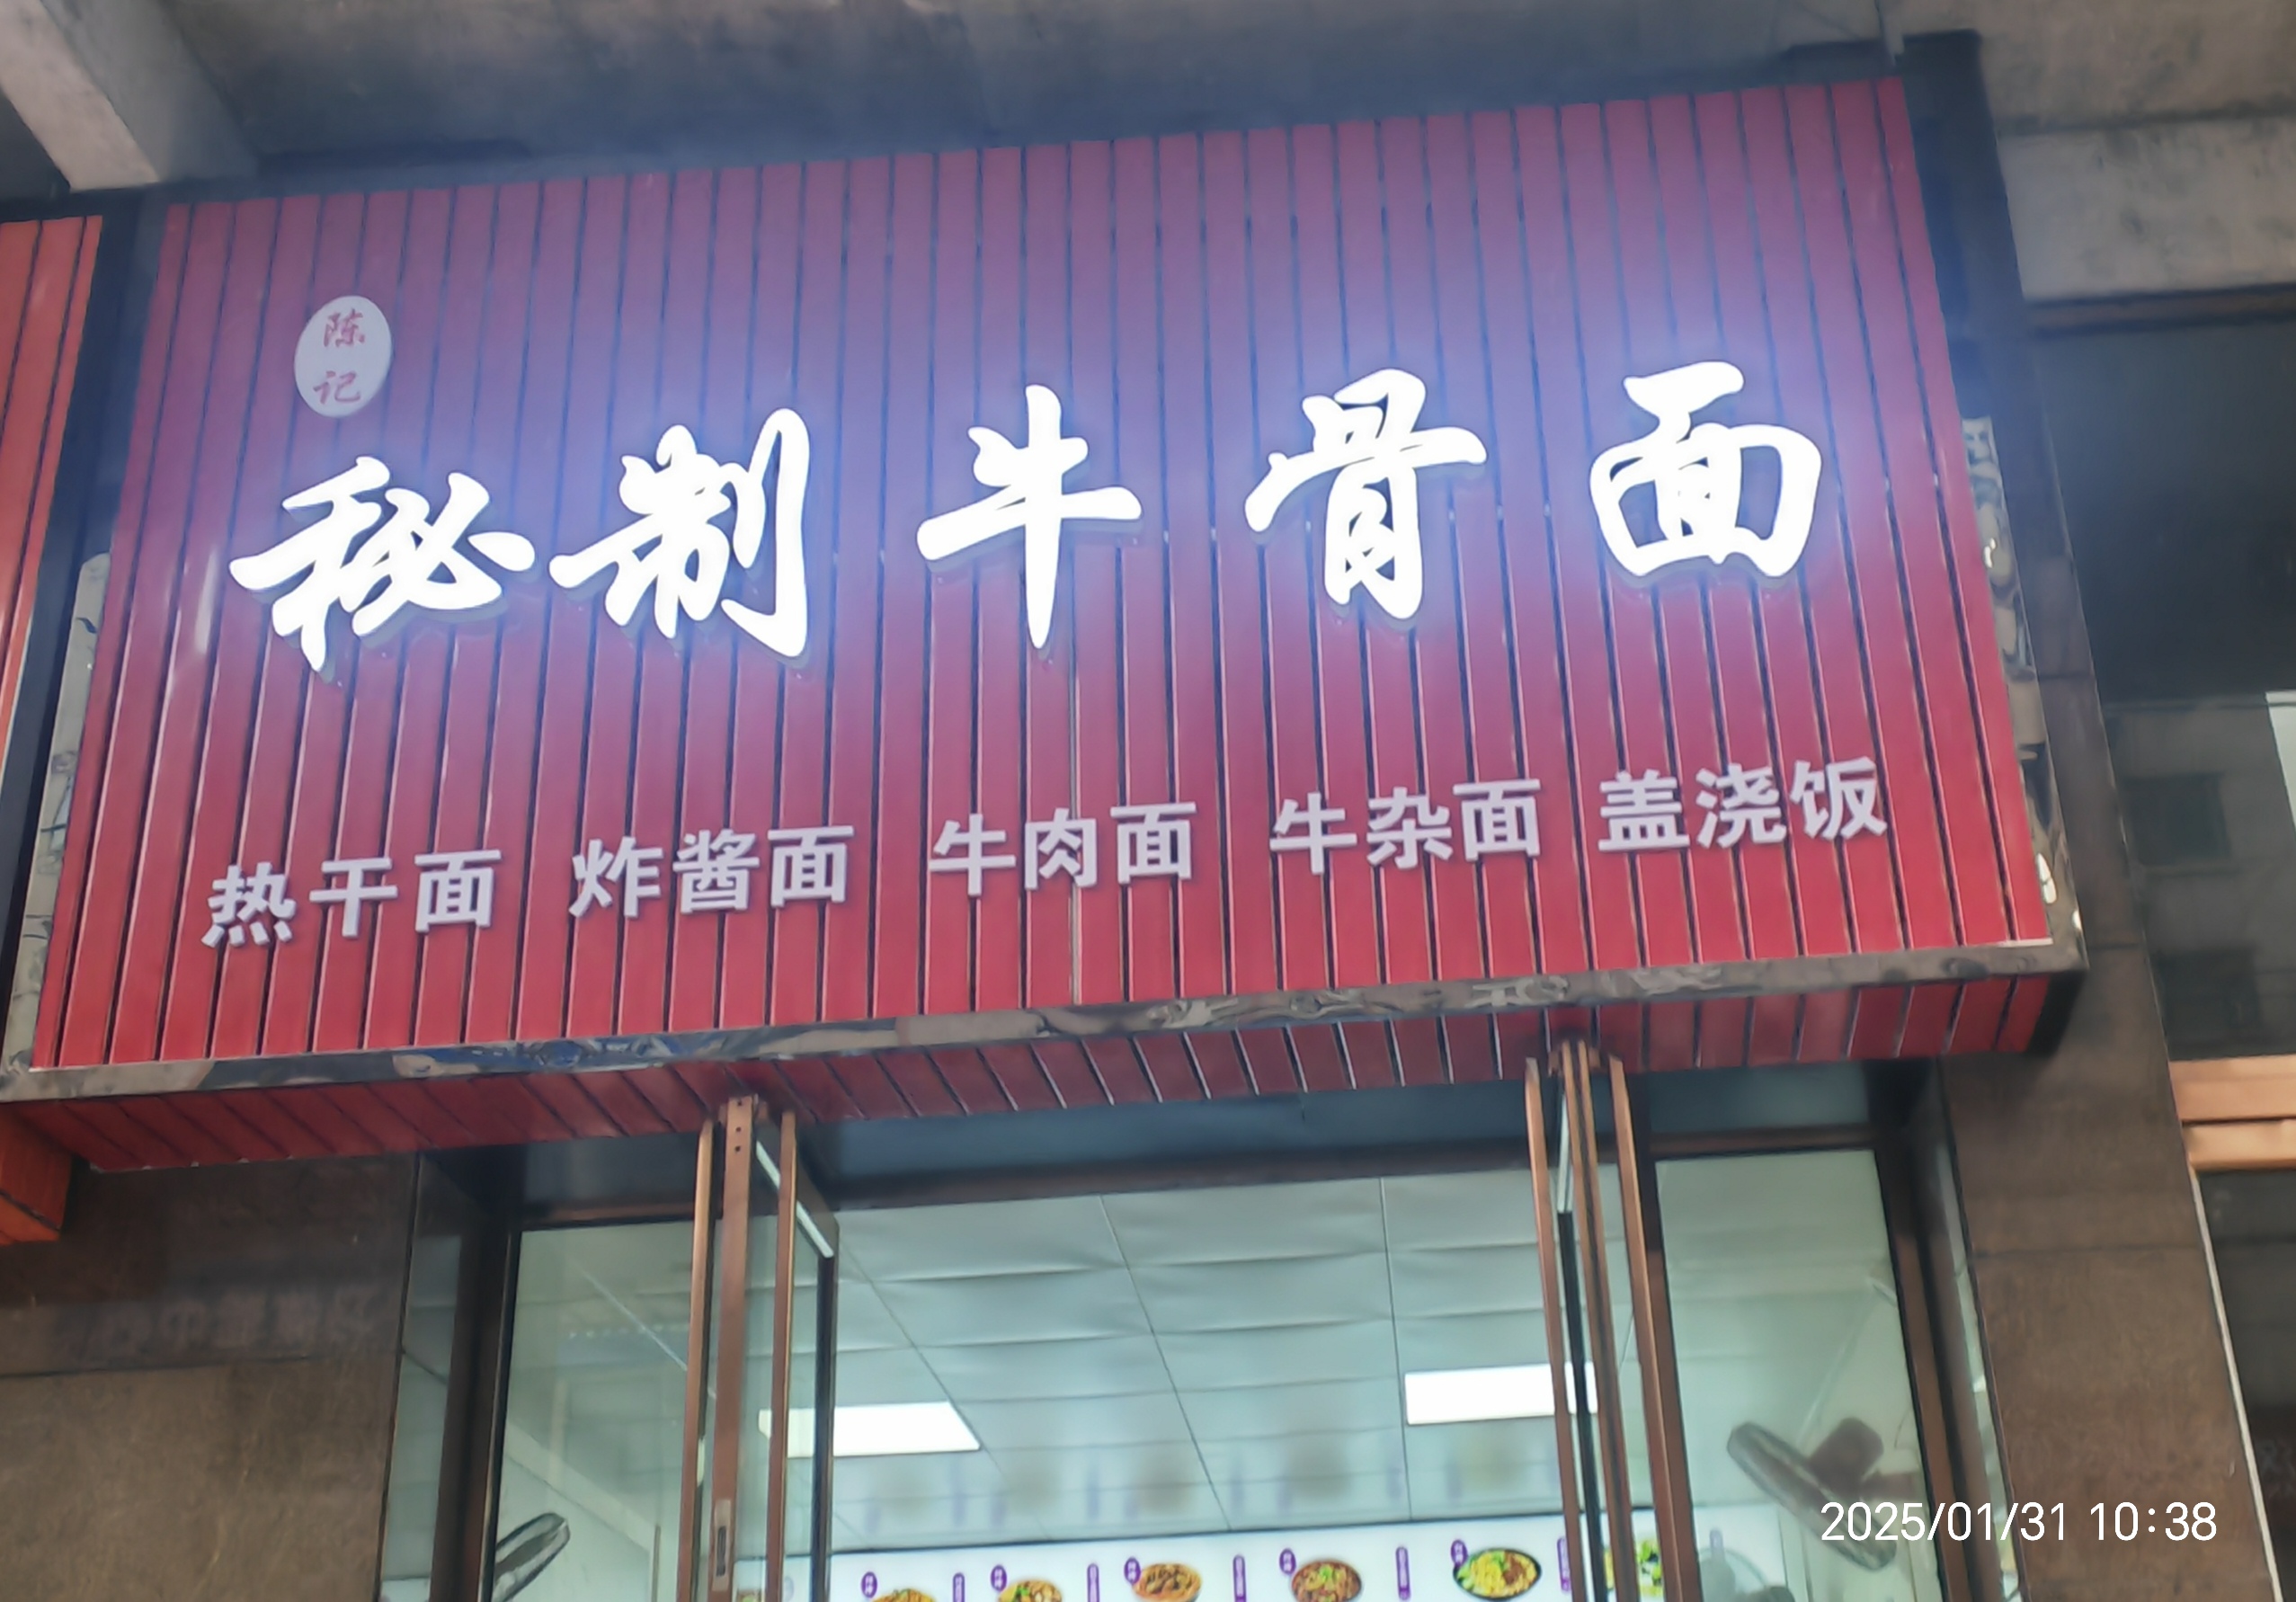 陈
记
秘制牛骨面
热干面 炸酱面 牛肉面 牛杂面 盖浇饭
2025/01/31 10:38